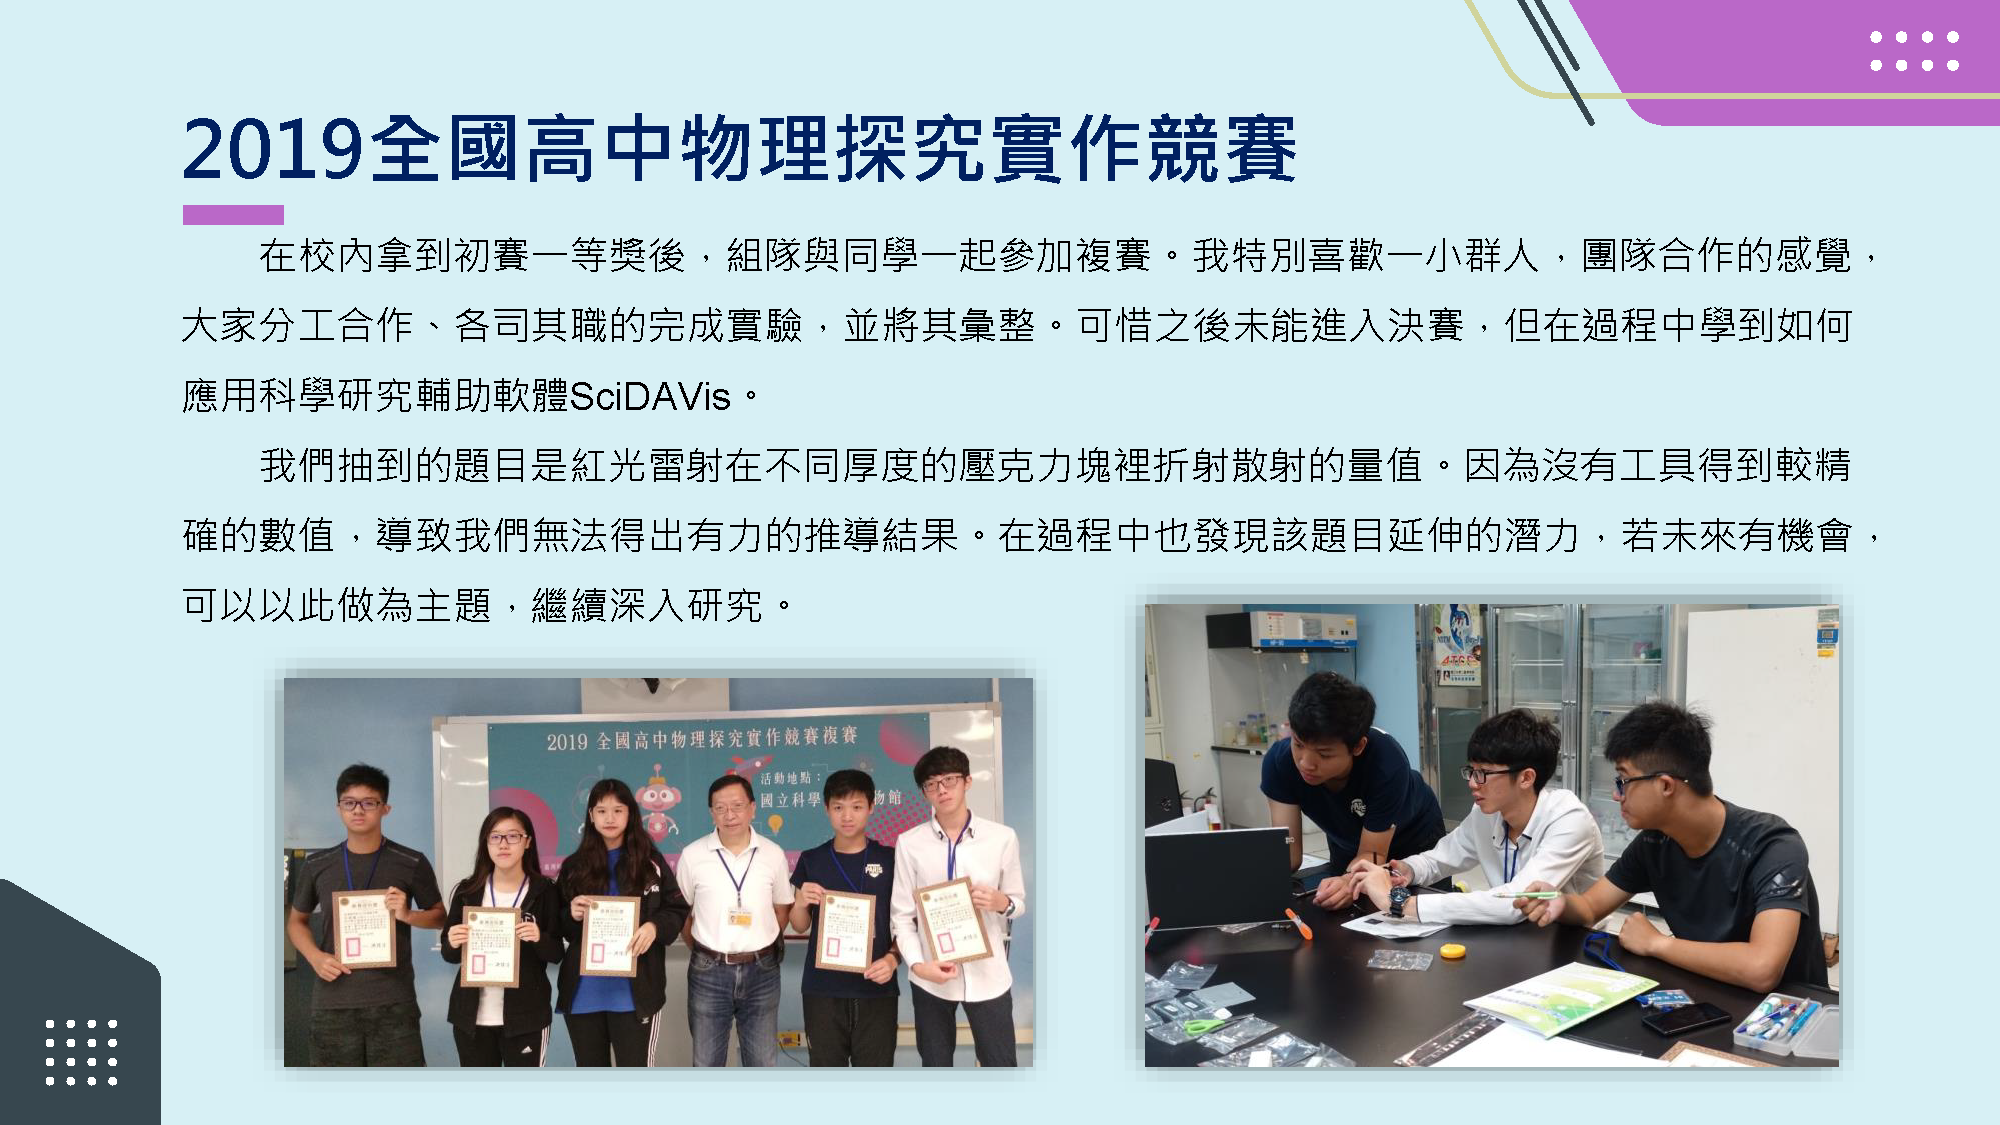 2019全國高中物理探究實作競賽
在校內拿到初賽一等獎後，組隊與同學一起參加複賽。我特別喜歡一小群人，團隊合作的感覺，
大家分工合作、各司其職的完成實驗，並將其彙整。可惜之後未能進入決賽，但在過程中學到如何
應用科學研究輔助軟體SciDAVis。
我們抽到的題目是紅光雷射在不同厚度的壓克力塊裡折射散射的量值。因為沒有工具得到較精
確的數值，導致我們無法得出有力的推導結果。在過程中也發現該題目延伸的潛力，若未來有機會，
可以以此做為主題，繼續深入研究。
2019 全國高中物理探究實作競賽複賽
活動地點：
國立科學
物館